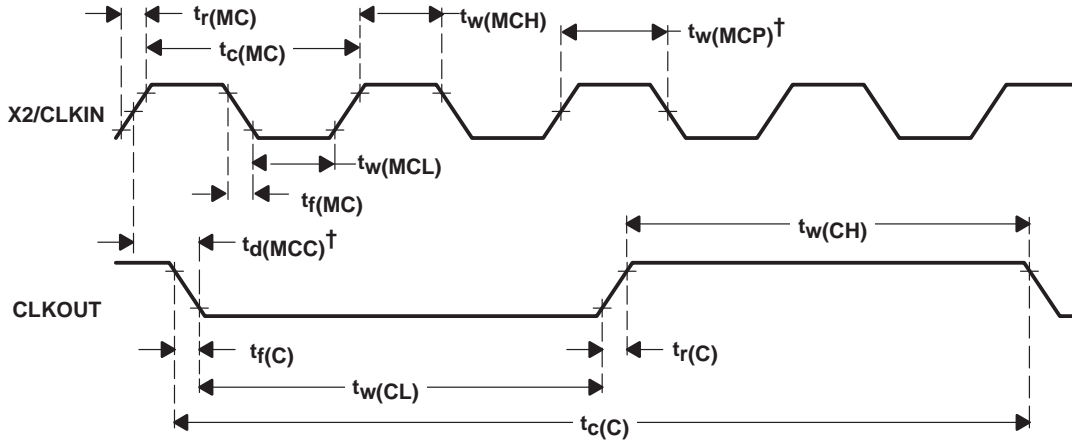 tr(MC)
tw(MCH)
tc(MC)
tw(MCP)†
X2/CLKIN
tw(MCL)
tf(MC)
td(MCC)†
tw(CH)
CLKOUT
tf(C)
tr(C)
tw(CL)
tc(C)